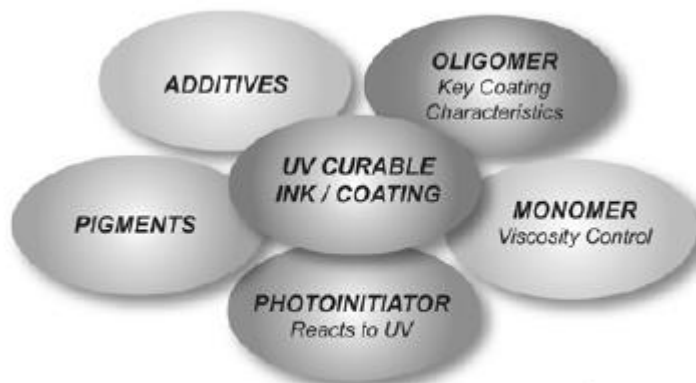 ADDITIVES
OLIGOMER
Key Coating
Characteristics
UV CURABLE
INK / COATING
PIGMENTS
MONOMER
Viscosity Control
PHOTOINITIATOR
Reacts to UV